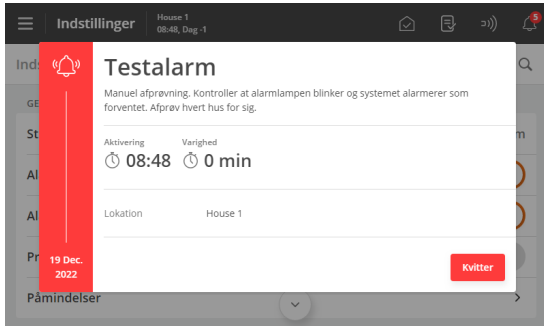 Indstillinger
House 1
08:48, Dag -1
5
Testalarm
Manuel afprøvning. Kontroller at alarmlampen blinker og systemet alarmerer som
forventet. Afprøv hvert hus for sig.
Aktivering Varighed
08:48 0 min
Lokation House 1
19 Dec.
2022
Kvitter
Ind
GE
St
m
Al
Al
Pr
Påmindelser